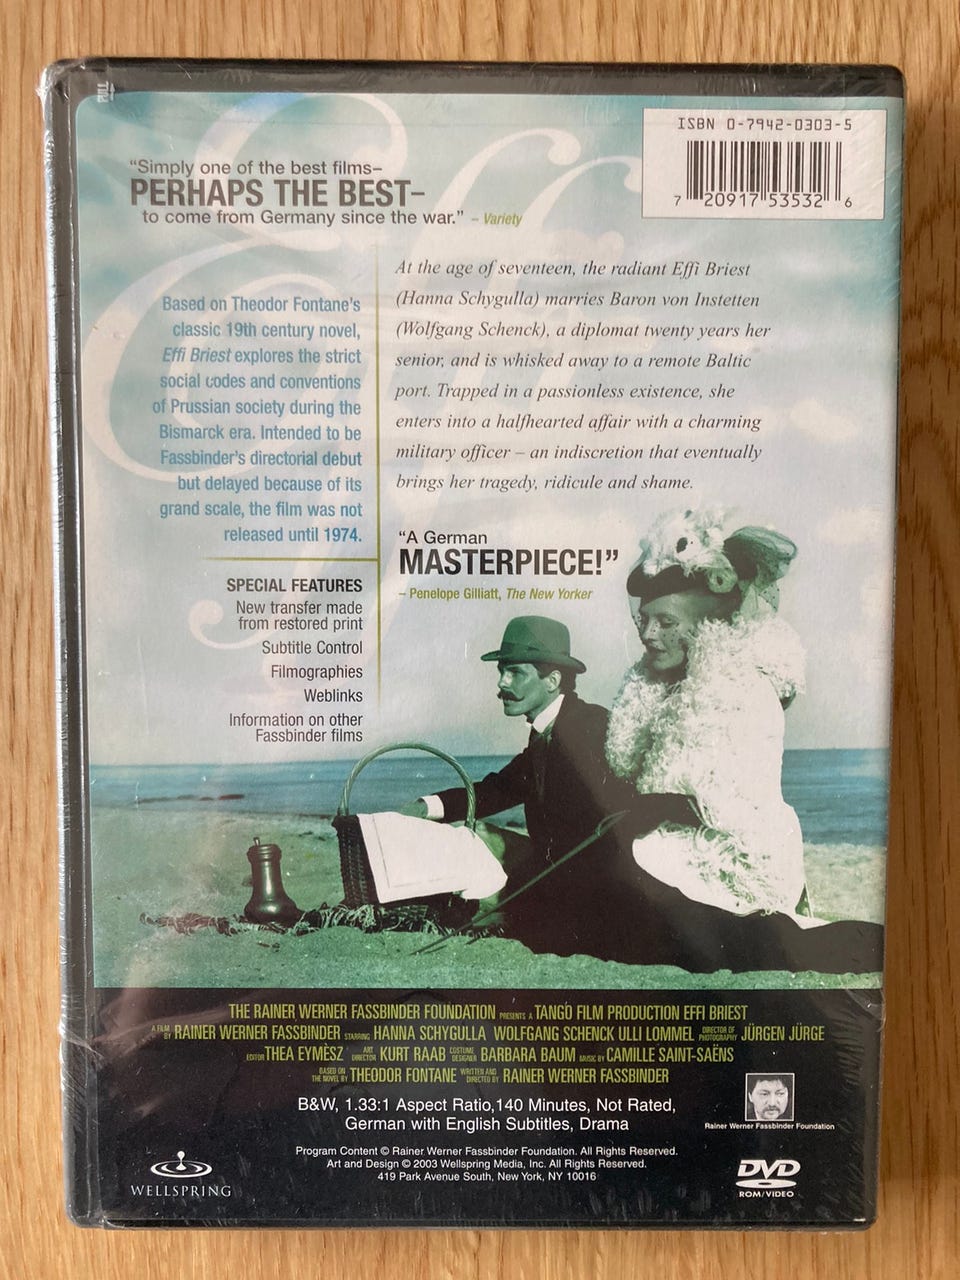 PULL
ISBN 0-7942-0303-5
7 20917 53532 6
“Simply one of the best films–
PERHAPS THE BEST–
to come from Germany since the war.” – Variety
Based on Theodor Fontane's
classic 19th century novel,
Effi Briest explores the strict
social codes and conventions
of Prussian society during the
Bismarck era. Intended to be
Fassbinder's directorial debut
but delayed because of its
grand scale, the film was not
released until 1974.
SPECIAL FEATURES
New transfer made
from restored print
Subtitle Control
Filmographies
Weblinks
Information on other
Fassbinder films
At the age of seventeen, the radiant Effi Briest
(Hanna Schygulla) marries Baron von Instetten
(Wolfgang Schenck), a diplomat twenty years her
senior, and is whisked away to a remote Baltic
port. Trapped in a passionless existence, she
enters into a halfhearted affair with a charming
military officer – an indiscretion that eventually
brings her tragedy, ridicule and shame.
“A German
MASTERPIECE!”
– Penelope Gilliatt, The New Yorker
Effi
THE RAINER WERNER FASSBINDER FOUNDATION PRESENTS A TANGO FILM PRODUCTION EFFI BRIEST
A FILM BY RAINER WERNER FASSBINDER STARRING HANNA SCHYGULLA WOLFGANG SCHENCK ULLI LOMMEL DIRECTOR OF PHOTOGRAPHY JÜRGEN JÜRGE
EDITOR THEA EYMÈSZ ART DIRECTOR KURT RAAB COSTUME DESIGNER BARBARA BAUM MUSIC BY CAMILLE SAINT-SAËNS
BASED ON THE NOVEL BY THEODOR FONTANE WRITTEN AND DIRECTED BY RAINER WERNER FASSBINDER
B&W, 1.33:1 Aspect Ratio,140 Minutes, Not Rated,
German with English Subtitles, Drama
Rainer Werner Fassbinder Foundation
Program Content © Rainer Werner Fassbinder Foundation. All Rights Reserved.
Art and Design © 2003 Wellspring Media, Inc. All Rights Reserved.
419 Park Avenue South, New York, NY 10016
WELLSPRING
DVD
ROM/VIDEO